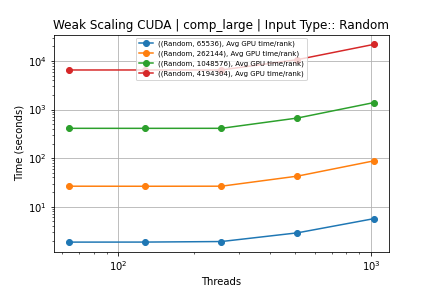 Weak Scaling CUDA | comp_large | Input Type:: Random
((Random, 65536), Avg GPU time/rank)
((Random, 262144), Avg GPU time/rank)
((Random, 1048576), Avg GPU time/rank)
((Random, 4194304), Avg GPU time/rank)
Time (seconds)
10⁴
10³
10²
10¹
10²
10³
Threads